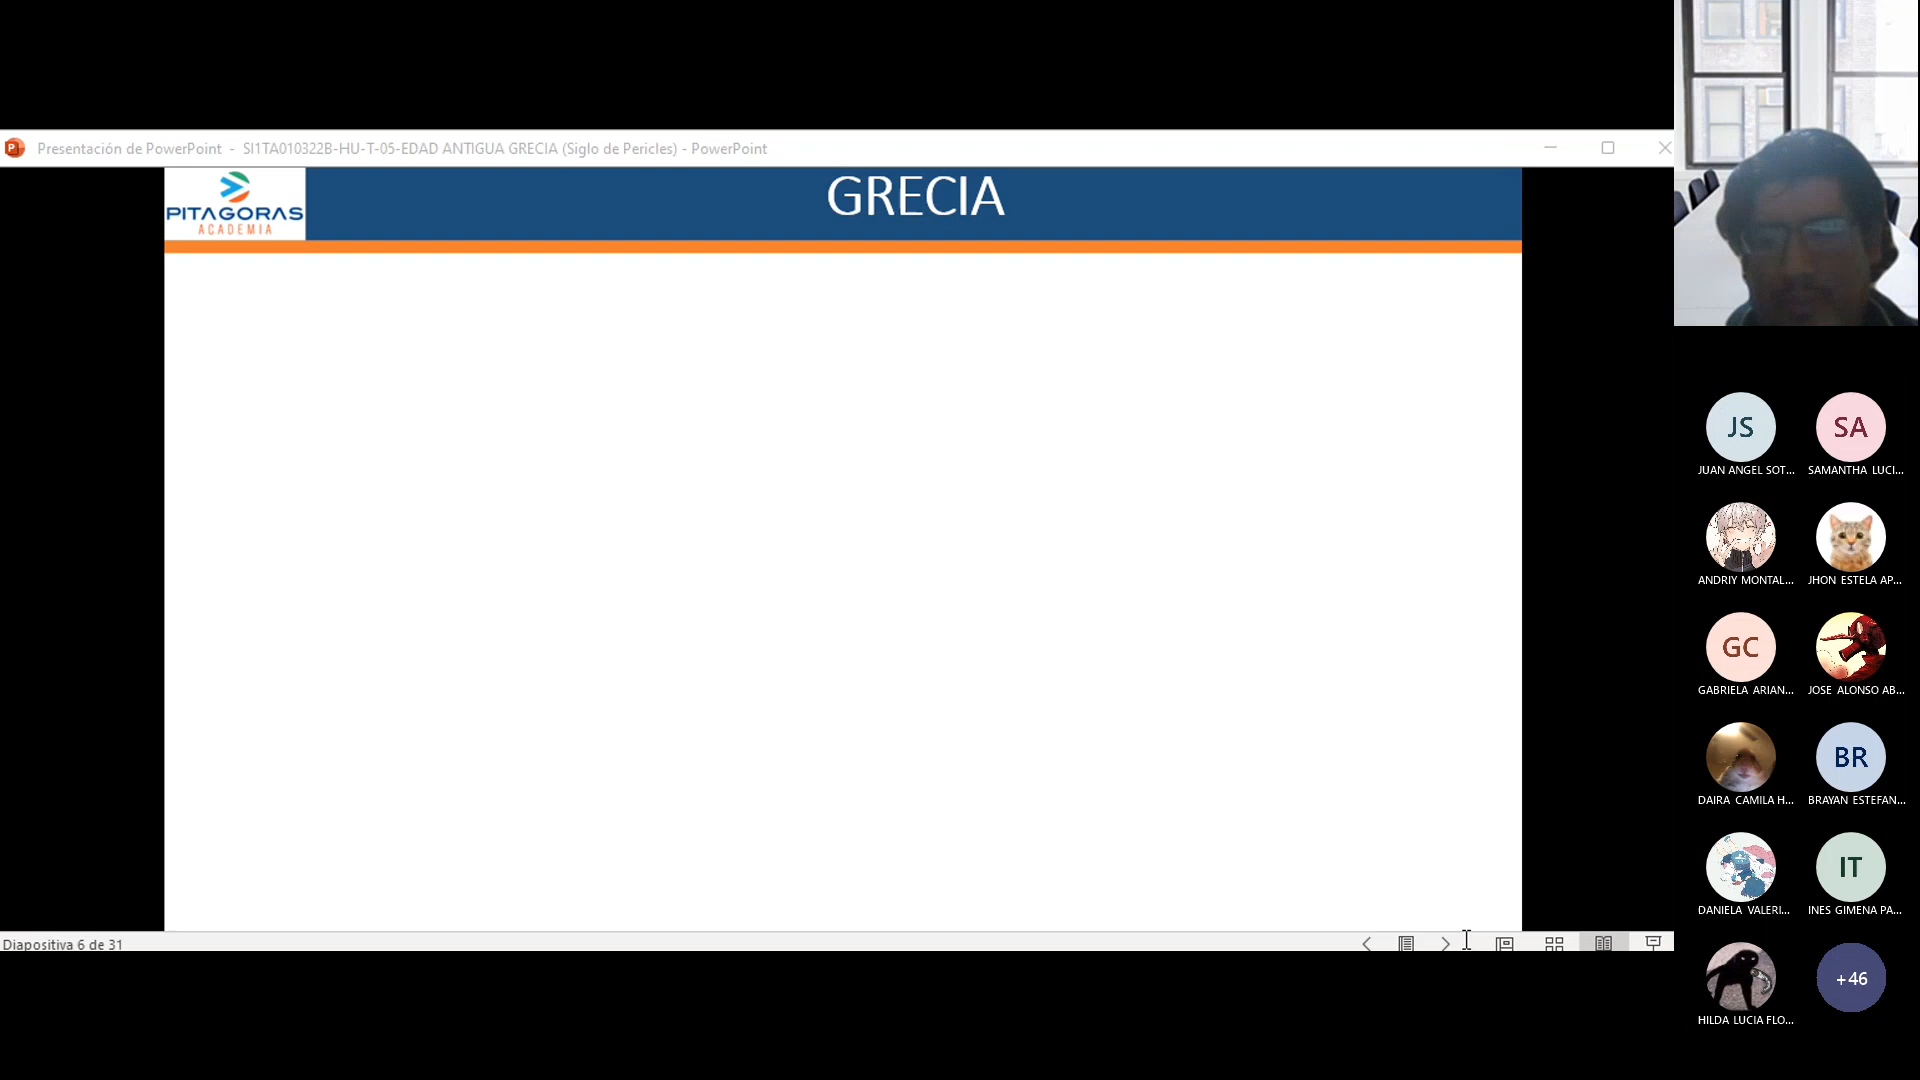 Presentación de PowerPoint - SI1TA010322B-HU-T-05-EDAD ANTIGUA GRECIA (Siglo de Pericles) - PowerPoint
PITAGORAS
ACADEMIA
GRECIA
JS
SA
JUAN ANGEL SOT...
SAMANTHA LUCI...
ANDRIY MONTAL...
JHON ESTELA AP...
GC
GABRIELA ARIAN...
JOSE ALONSO AB...
BR
DAIRA CAMILA H...
BRAYAN ESTEFAN...
IT
DANIELA VALERI...
INES GIMENA PA...
+46
HILDA LUCIA FLO...
Diapositiva 6 de 31